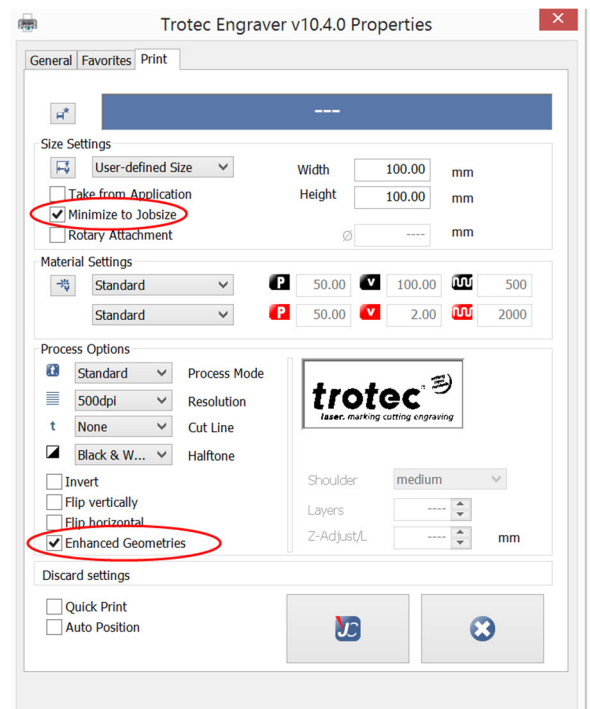 Trotec Engraver v10.4.0 Properties
General Favorites Print
---
Size Settings
User-defined Size Width 100.00 mm
Take from Application Height 100.00 mm
Minimize to Jobsize
Rotary Attachment Ø ---- mm
Material Settings
Standard P 50.00 v 100.00 500
Standard P 50.00 v 2.00 2000
Process Options
t Standard Process Mode
500dpi Resolution
t None Cut Line
Black & W... Halftone
trotec
laser. marking cutting engraving
Invert
Shoulder medium
Flip vertically
Layers ----
Flip horizontal
Z-Adjust/L ---- mm
Enhanced Geometries
Discard settings
Quick Print
Auto Position
JC